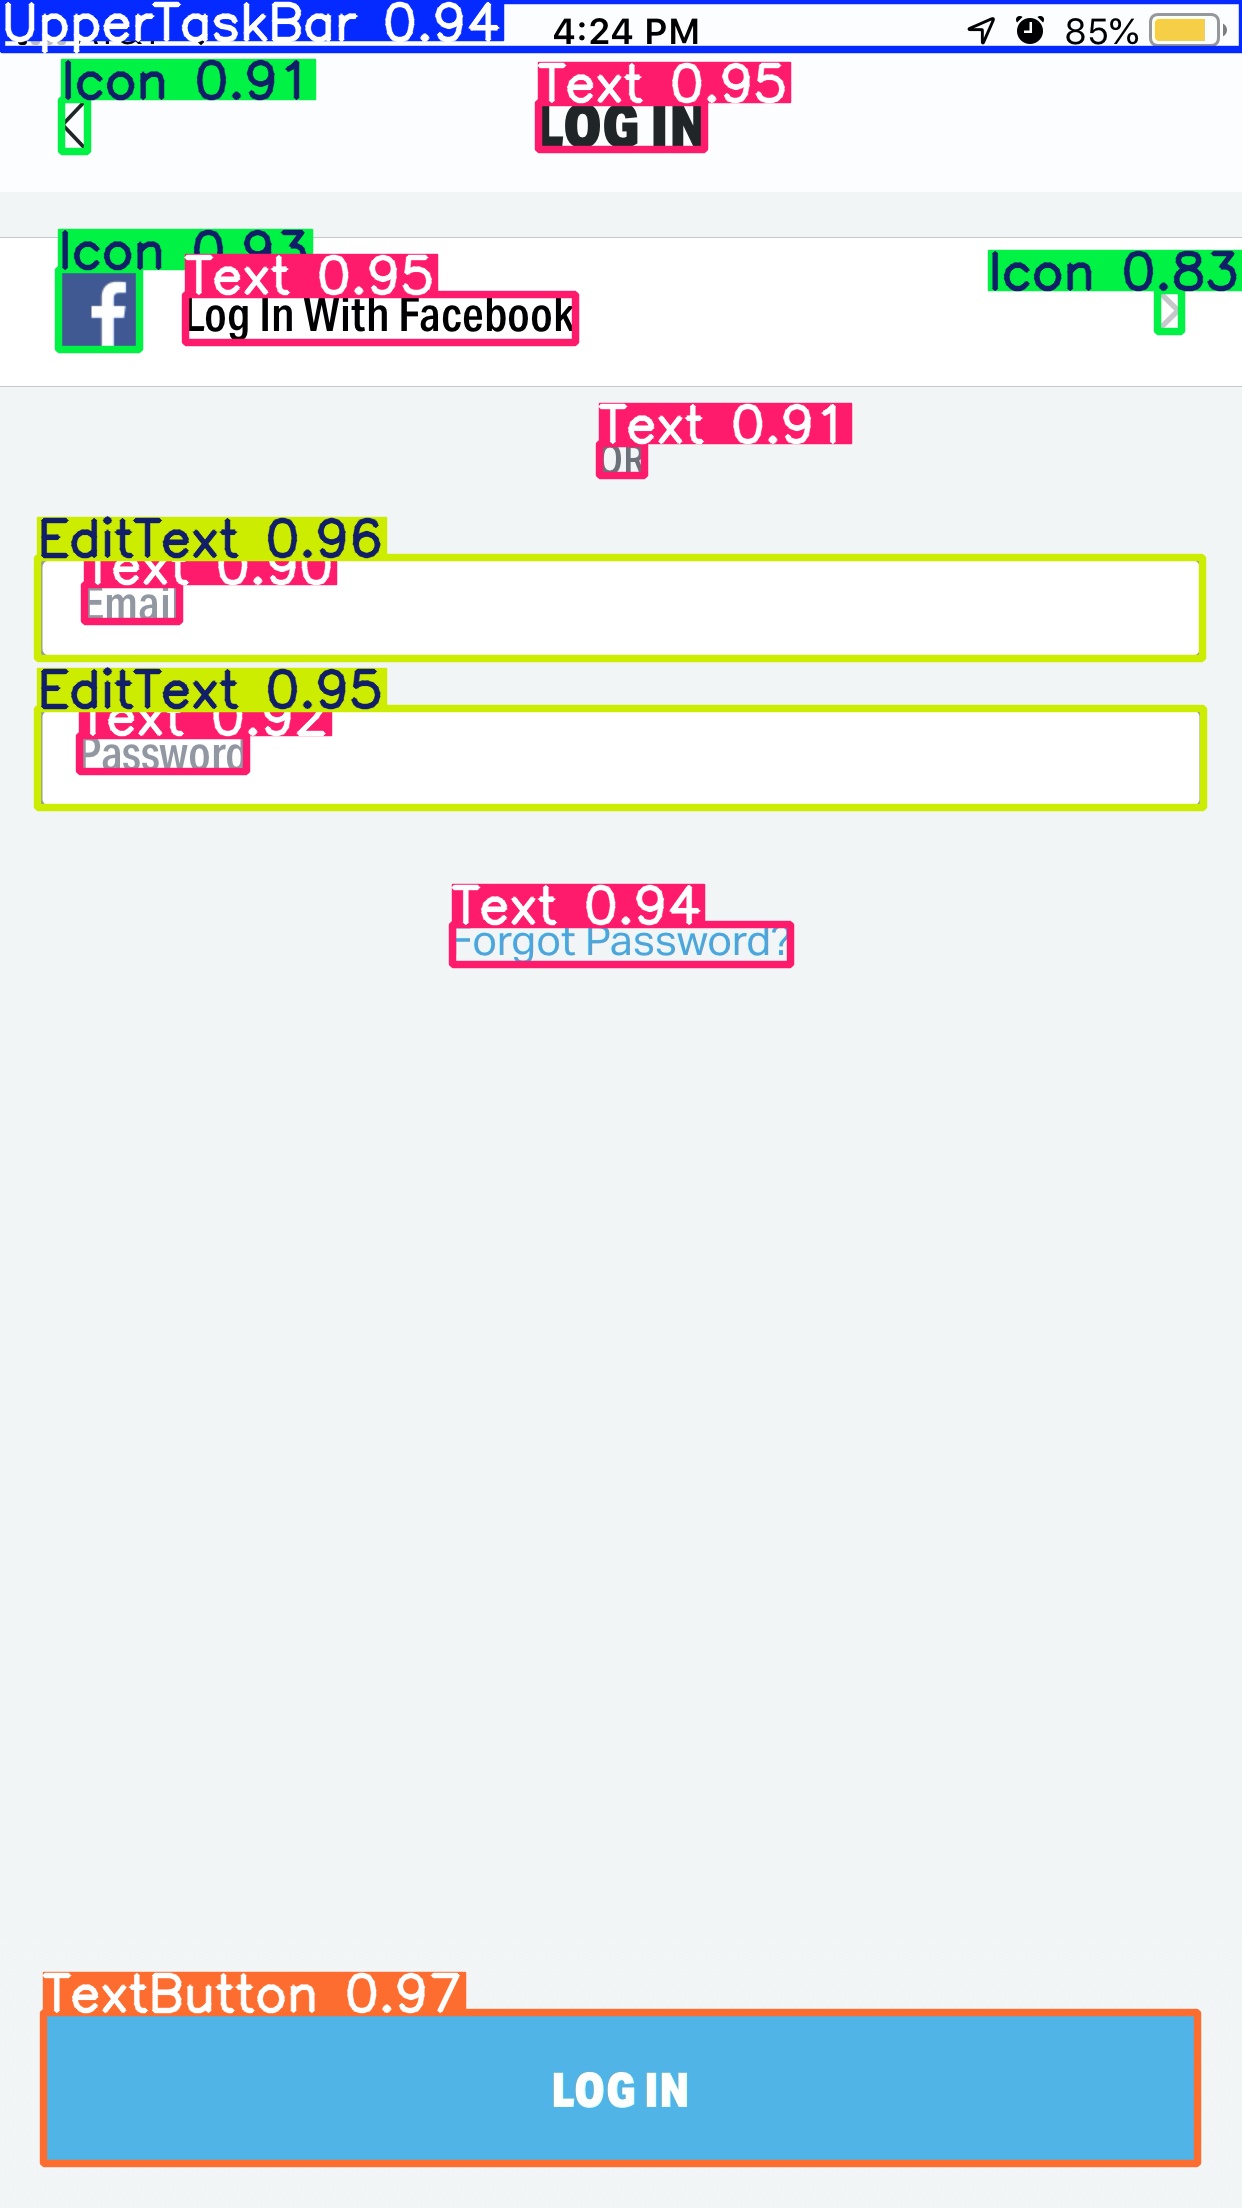 UpperTaskBar 0.94
4:24 PM
85%
Icon 0.91
Text 0.95
LOG IN
Icon 0.93
Text 0.95
Icon 0.83
f
Log In With Facebook
Text 0.91
OR
EditText 0.96
Text 0.90
Email
EditText 0.95
Text 0.92
Password
Text 0.94
Forgot Password?
TextButton 0.97
LOG IN